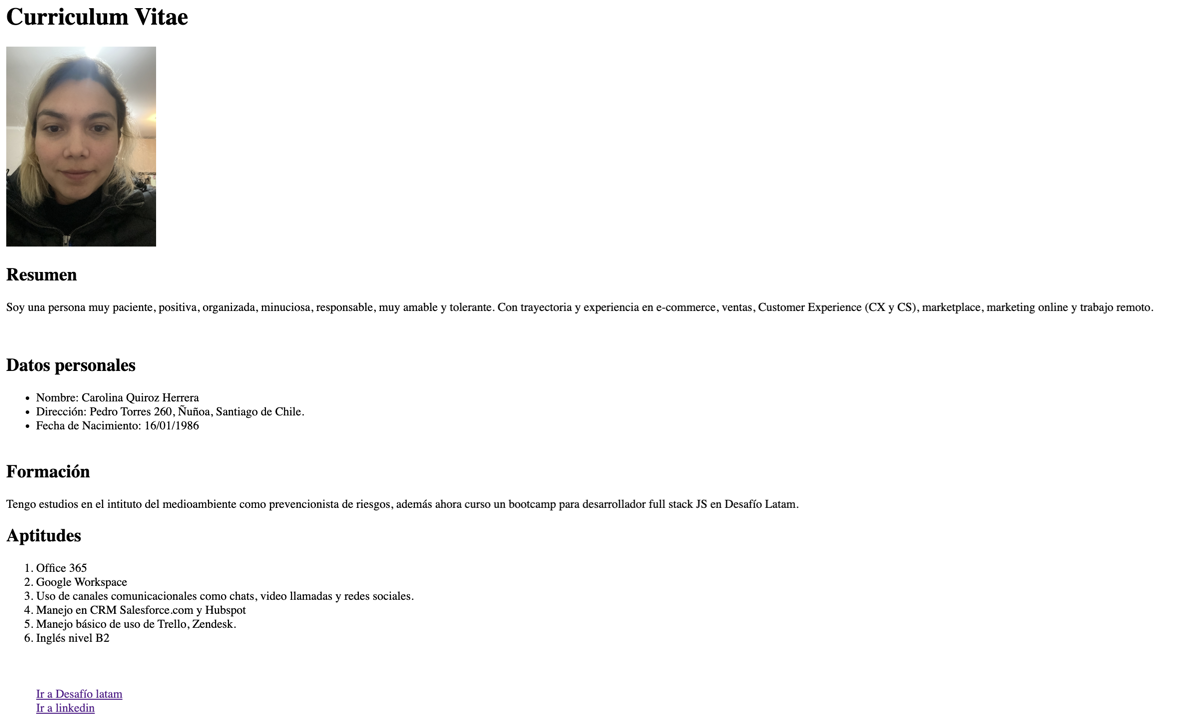 Curriculum Vitae
Resumen
Soy una persona muy paciente, positiva, organizada, minuciosa, responsable, muy amable y tolerante. Con trayectoria y experiencia en e-commerce, ventas, Customer Experience (CX y CS), marketplace, marketing online y trabajo remoto.
Datos personales
• Nombre: Carolina Quiroz Herrera
• Dirección: Pedro Torres 260, Ñuñoa, Santiago de Chile.
• Fecha de Nacimiento: 16/01/1986
Formación
Tengo estudios en el intituto del medioambiente como prevencionista de riesgos, además ahora curso un bootcamp para desarrollador full stack JS en Desafío Latam.
Aptitudes
1. Office 365
2. Google Workspace
3. Uso de canales comunicacionales como chats, video llamadas y redes sociales.
4. Manejo en CRM Salesforce.com y Hubspot
5. Manejo básico de uso de Trello, Zendesk.
6. Inglés nivel B2
Ir a Desafío latam
Ir a linkedin